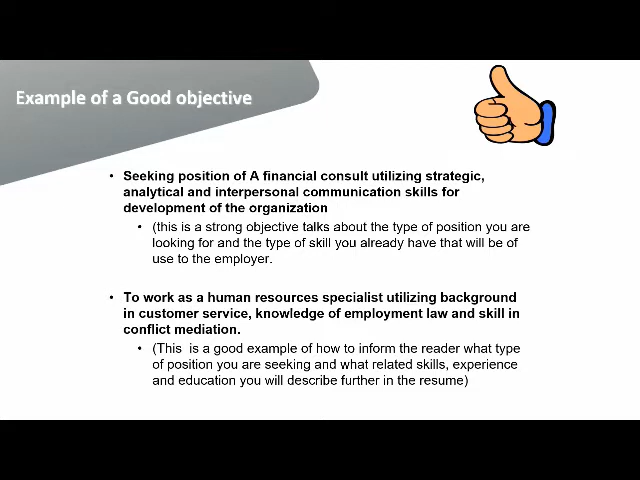 Example of a Good objective
• Seeking position of A financial consult utilizing strategic,
analytical and interpersonal communication skills for
development of the organization
• (this is a strong objective talks about the type of position you are
looking for and the type of skill you already have that will be of
use to the employer.
• To work as a human resources specialist utilizing background
in customer service, knowledge of employment law and skill in
conflict mediation.
• (This is a good example of how to inform the reader what type
of position you are seeking and what related skills, experience
and education you will describe further in the resume)